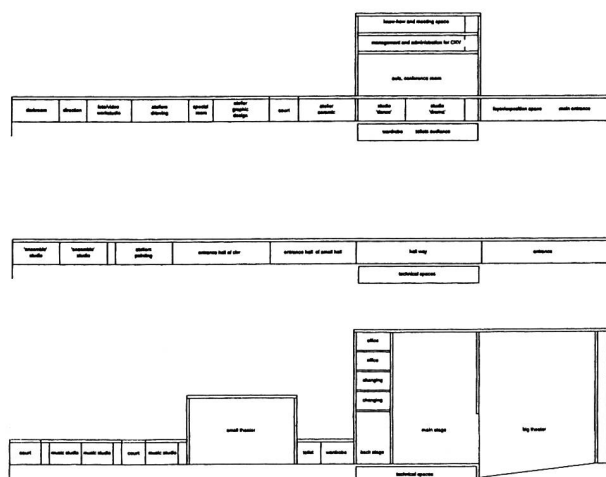 know-how and meeting space
management and administration for CKV
aula, conference room
darkroom
direction
foto/video
workstudio
ateliers
drawing
special
room
atelier
graphic
design
court
atelier
ceramic
studio
'dance'
studio
'drama'
foyer/exposition space
main entrance
wardrobe
toilets audience
'ensemble'
studio
'ensemble'
studio
ateliers
painting
entrance hall of ckv
entrance hall of small hall
hall way
entrance
technical spaces
office
office
changing
changing
small theater
main stage
big theater
court
music studio
music studio
court
music studio
toilet
wardrobe
back stage
technical spaces